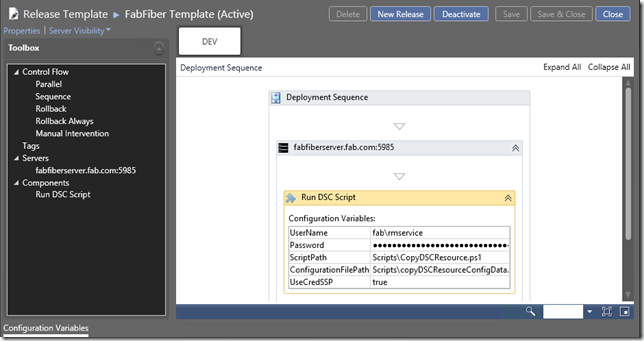 Release Template ▸ FabFiber Template (Active)
Delete New Release Deactivate Save Save & Close Close
Properties | Server Visibility
Toolbox
Control Flow
Parallel
Sequence
Rollback
Rollback Always
Manual Intervention
Tags
Servers
fabfiberserver.fab.com:5985
Components
Run DSC Script
DEV
Deployment Sequence
Expand All Collapse All
Deployment Sequence
fabfiberserver.fab.com:5985
Run DSC Script
Configuration Variables:
UserName fab\rmservice
Password ●●●●●●●●●●●●●●●●●●●●●●●●●●
ScriptPath Scripts\CopyDSCResource.ps1
ConfigurationFilePath Scripts\copyDSCResourceConfigData.
UseCredSSP true
Configuration Variables